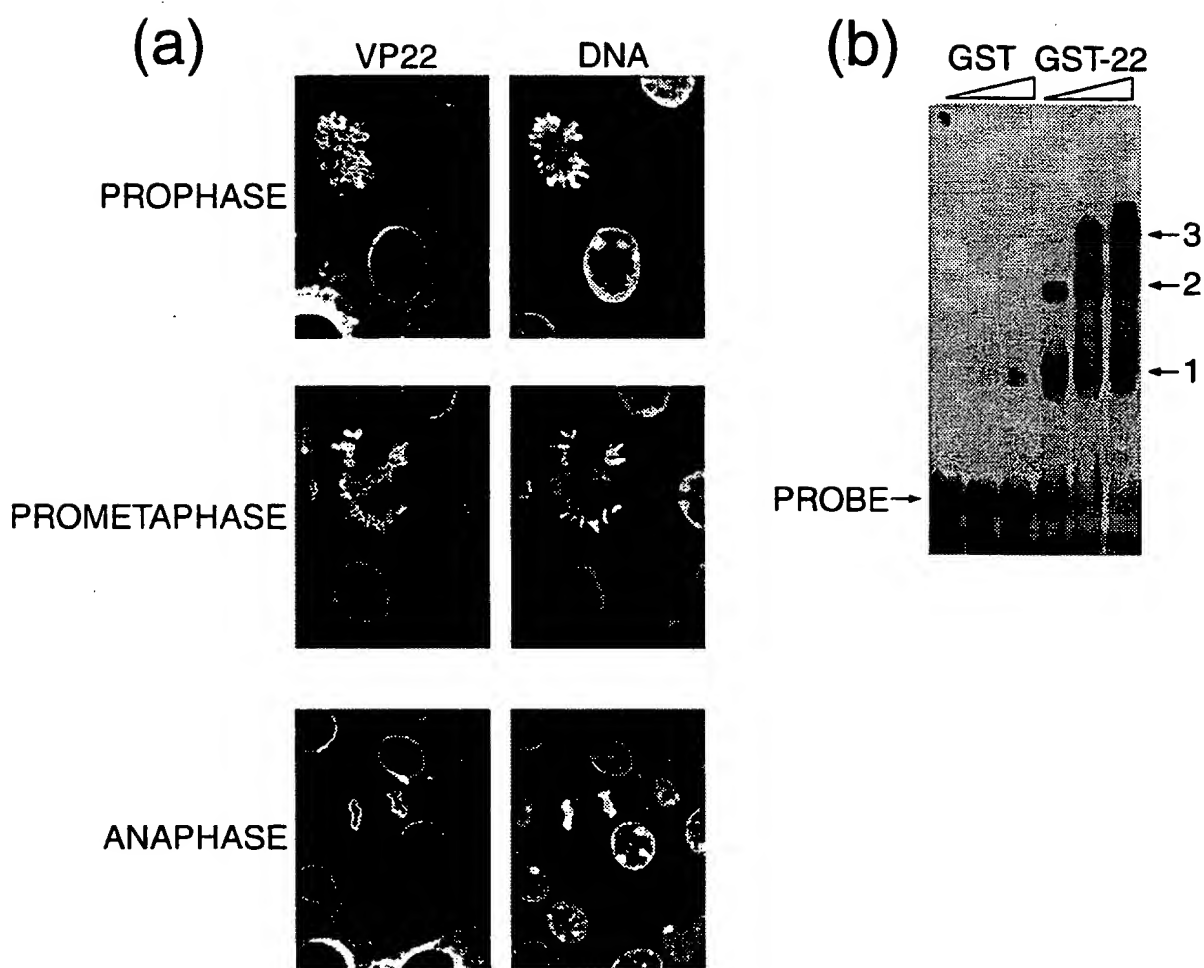 (a)
VP22 DNA
PROPHASE
PROMETAPHASE
ANAPHASE
(b)
GST GST-22
←3
←2
←1
PROBE→